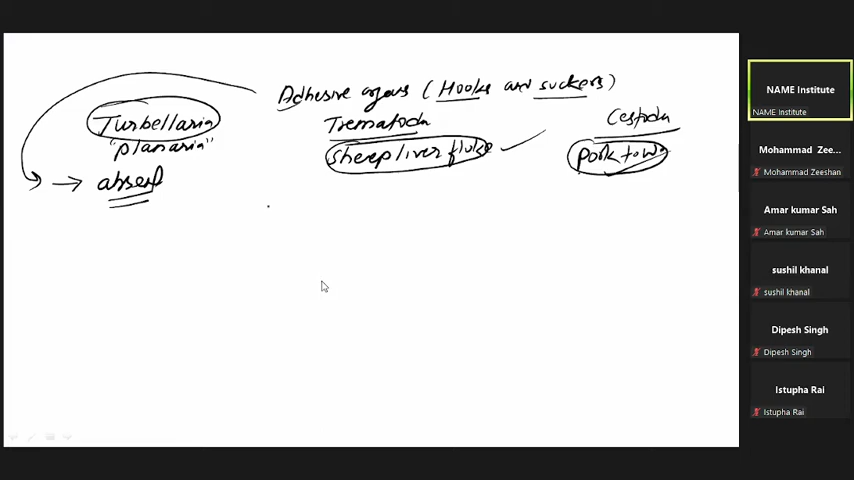 Adhesive organs (Hooks and suckers)
Turbellaria
Trematoda
Cestoda
"planaria"
sheep liver fluke
pork
absent
NAME Institute
NAME Institute
Mohammad Zee...
Mohammad Zeeshan
Amar kumar Sah
Amar kumar Sah
sushil khanal
sushil khanal
Dipesh Singh
Dipesh Singh
Istupha Rai
Istupha Rai